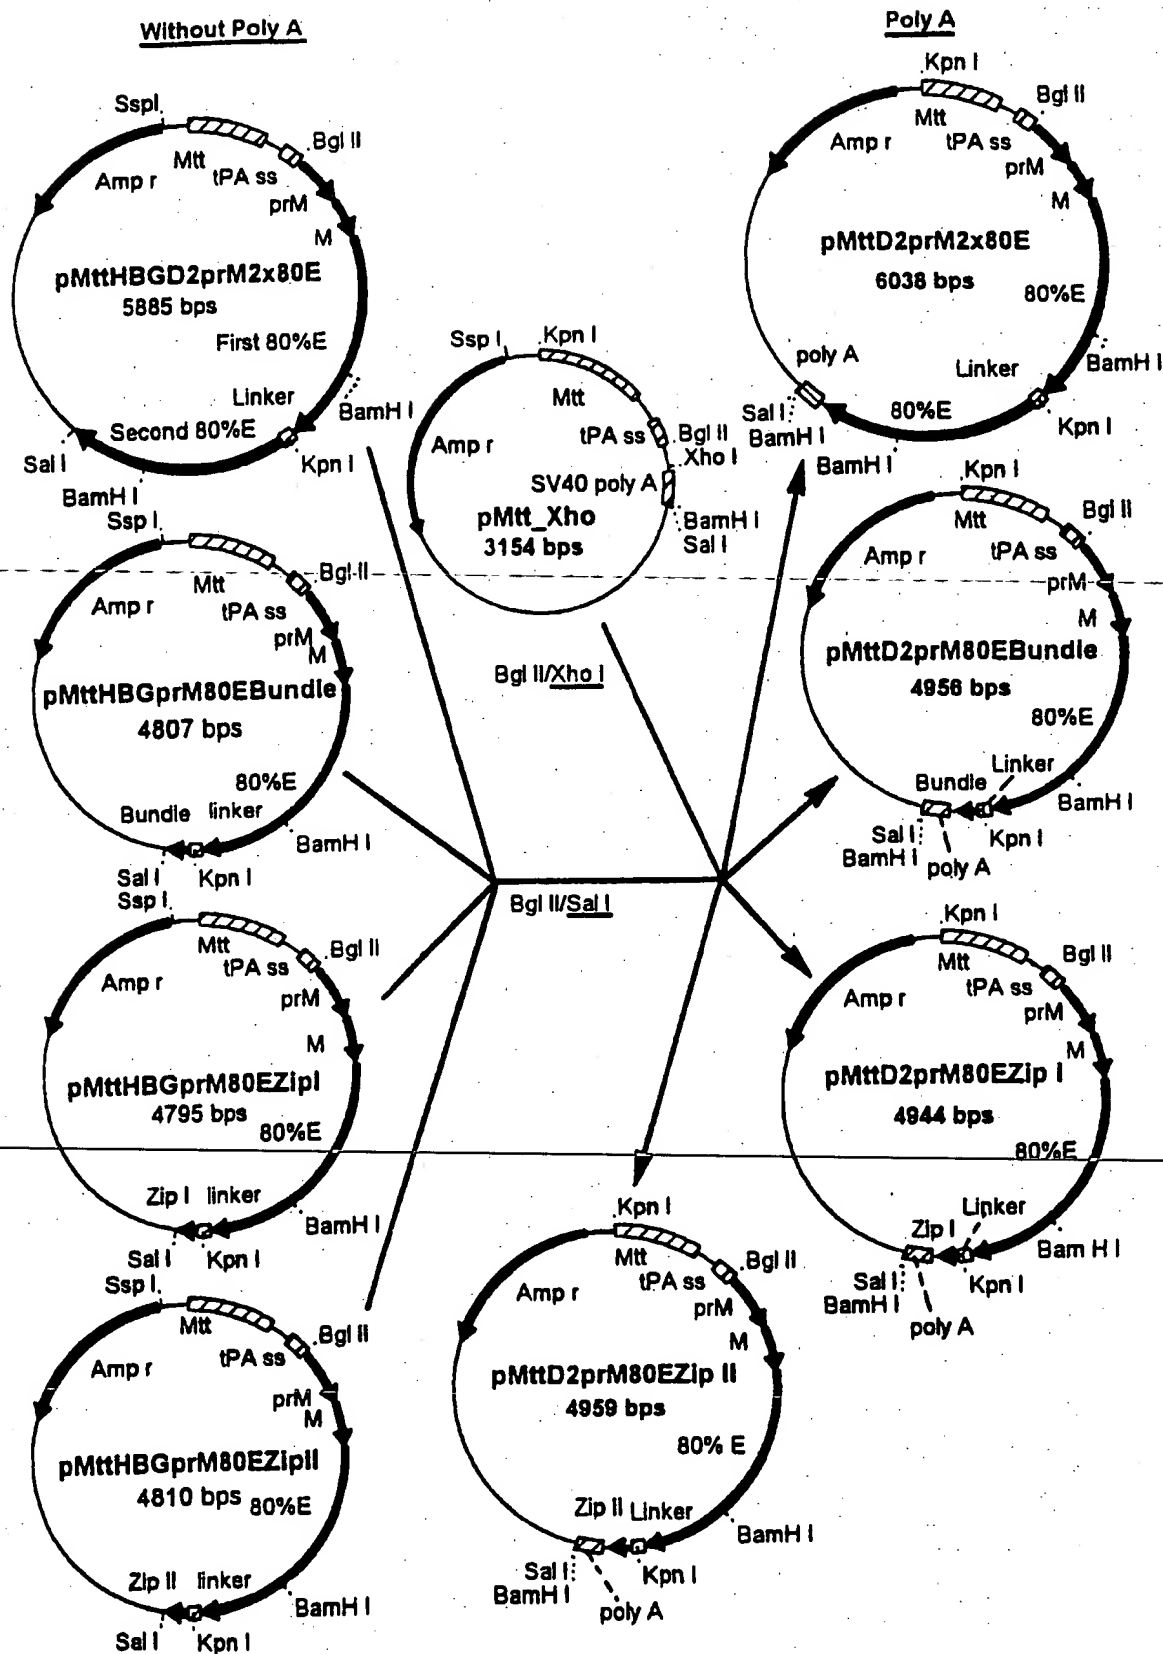 Without Poly A
SspI
Mtt
Bgl II
tPA ss
Amp r
prM
M
pMttHBGD2prM2x80E
5885 bps
First 80%E
Linker
BamH I
Second 80%E
Sal I
Kpn I
BamH I
Ssp I
Mtt
Bgl II
tPA ss
Amp r
prM
M
pMttHBGprM80EBundle
4807 bps
80%E
Bundle linker
BamH I
Sal I
Kpn I
Ssp I
Mtt
Bgl II
tPA ss
Amp r
prM
M
pMttHBGprM80EZipI
4795 bps
80%E
Zip I linker
BamH I
Sal I
Kpn I
Ssp I
Mtt
Bgl II
tPA ss
Amp r
prM
M
pMttHBGprM80EZipII
4810 bps
80%E
Zip II linker
BamH I
Sal I
Kpn I
Ssp I
Kpn I
Mtt
Amp r
tPA ss
Bgl II
Xho I
SV40 poly A
pMtt_Xho
3154 bps
BamH I
Sal I
Bgl II/Xho I
Bgl II/Sal I
Poly A
Kpn I
Mtt
Bgl II
Amp r
tPA ss
prM
M
pMttD2prM2x80E
6038 bps
80%E
poly A
Linker
BamH I
Sal I
BamH I
80%E
Kpn I
BamH I
Kpn I
Mtt
Bgl II
Amp r
tPA ss
prM
M
pMttD2prM80EBundle
4956 bps
80%E
Bundle
Linker
BamH I
Sal I
BamH I
Kpn I
poly A
Kpn I
Mtt
Bgl II
Amp r
tPA ss
prM
M
pMttD2prM80EZip I
4944 bps
80%E
Zip I
Linker
Bam H I
Sal I
BamH I
Kpn I
poly A
Kpn I
Mtt
Bgl II
Amp r
tPA ss
prM
M
pMttD2prM80EZip II
4959 bps
80% E
Zip II Linker
BamH I
Sal I
BamH I
Kpn I
poly A